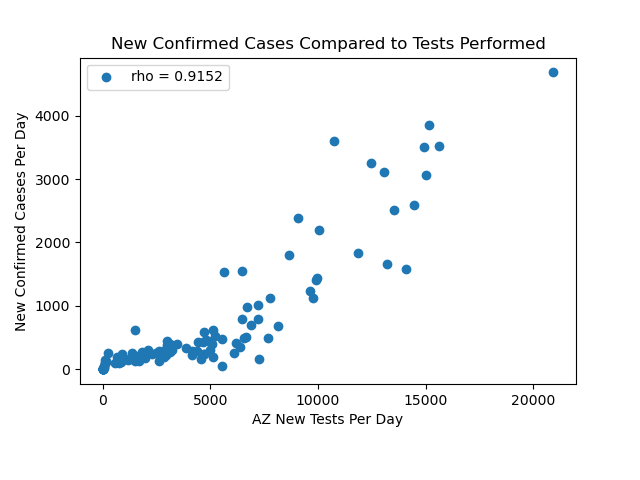 New Confirmed Cases Compared to Tests Performed
rho = 0.9152
New Confirmed Caeses Per Day
4000
3000
2000
1000
0
0 5000 10000 15000 20000
AZ New Tests Per Day